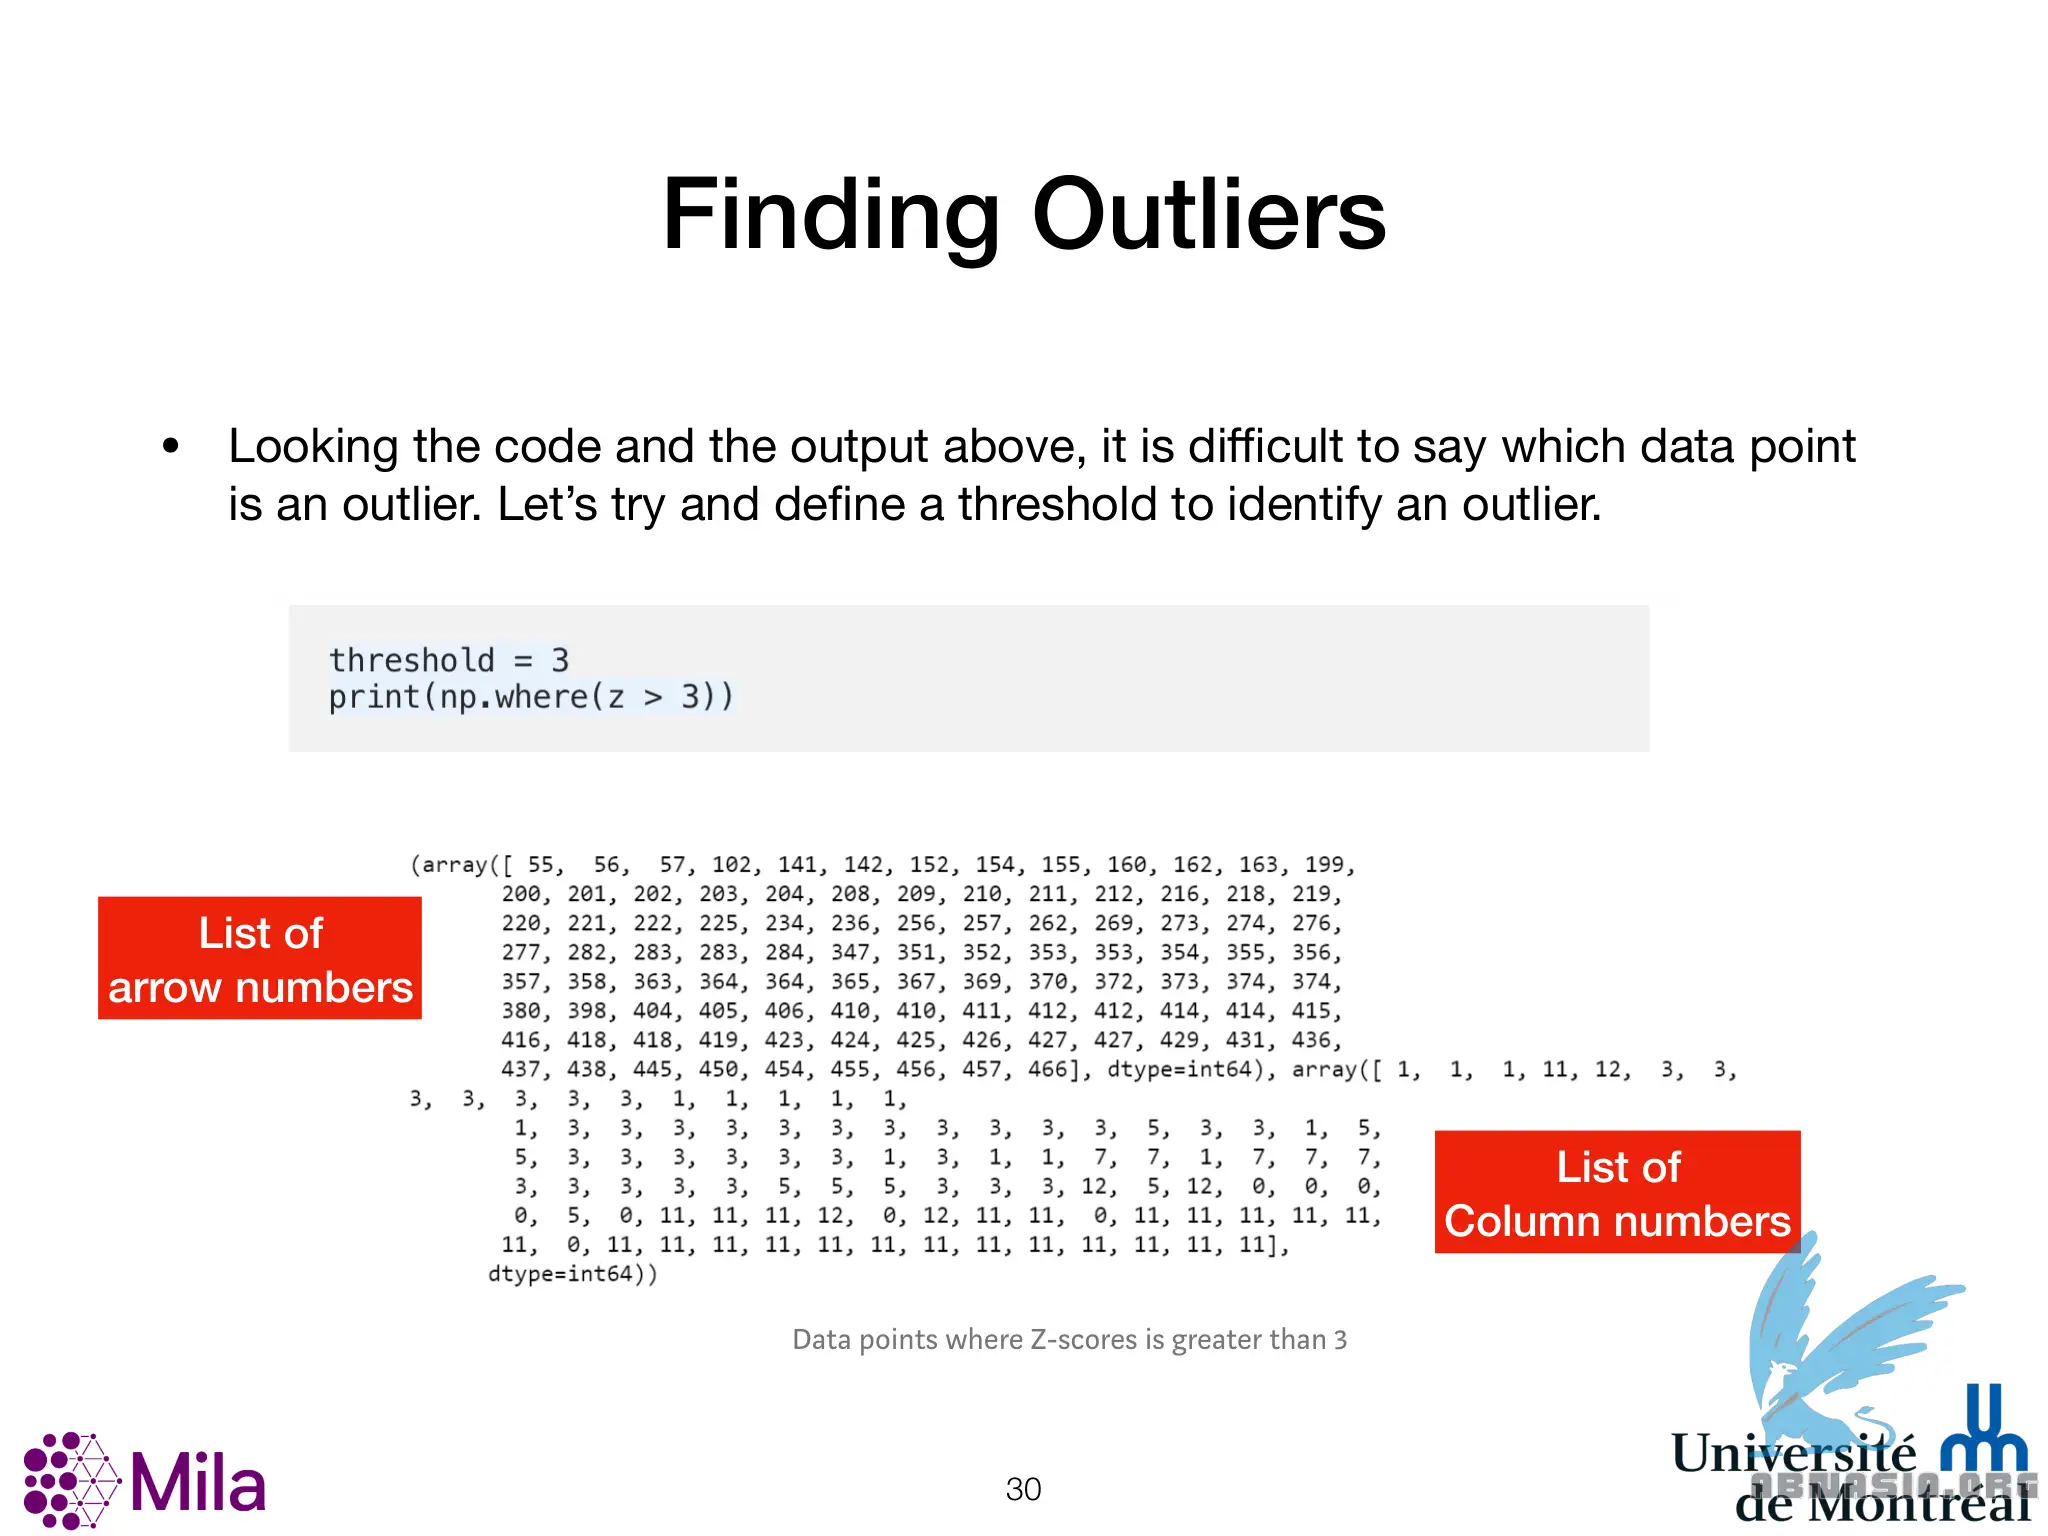 Finding Outliers
• Looking the code and the output above, it is difficult to say which data point
is an outlier. Let’s try and define a threshold to identify an outlier.
threshold = 3
print(np.where(z > 3))
(array([ 55,  56,  57, 102, 141, 142, 152, 154, 155, 160, 162, 163, 199,
200, 201, 202, 203, 204, 208, 209, 210, 211, 212, 216, 218, 219,
220, 221, 222, 225, 234, 236, 256, 257, 262, 269, 273, 274, 276,
277, 282, 283, 283, 284, 347, 351, 352, 353, 353, 354, 355, 356,
357, 358, 363, 364, 364, 365, 367, 369, 370, 372, 373, 374, 374,
380, 398, 404, 405, 406, 410, 410, 411, 412, 412, 414, 414, 415,
416, 418, 418, 419, 423, 424, 425, 426, 427, 427, 429, 431, 436,
437, 438, 445, 450, 454, 455, 456, 457, 466], dtype=int64), array([ 1,  1,  1, 11, 12,  3,  3,
3,  3,  3,  3,  3,  1,  1,  1,  1,  1,
1,  3,  3,  3,  3,  3,  3,  3,  3,  3,  3,  3,  5,  3,  3,  1,  5,
5,  3,  3,  3,  3,  3,  3,  1,  3,  1,  1,  7,  7,  1,  7,  7,  7,
3,  3,  3,  3,  3,  5,  5,  5,  3,  3,  3, 12,  5, 12,  0,  0,  0,
0,  5,  0, 11, 11, 11, 12,  0, 12, 11, 11,  0, 11, 11, 11, 11, 11,
11,  0, 11, 11, 11, 11, 11, 11, 11, 11, 11, 11, 11, 11, 11],
dtype=int64))
List of
arrow numbers
List of
Column numbers
Data points where Z-scores is greater than 3
Mila
30
Université
de Montréal
ABNASIA.ORG